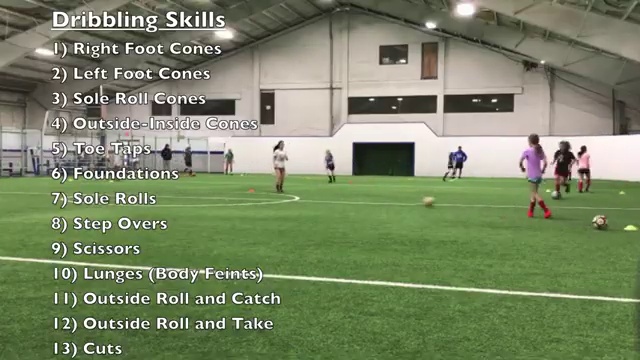 Dribbling Skills
1) Right Foot Cones
2) Left Foot Cones
3) Sole Roll Cones
4) Outside-Inside Cones
5) Toe Taps
6) Foundations
7) Sole Rolls
8) Step Overs
9) Scissors
10) Lunges (Body Feints)
11) Outside Roll and Catch
12) Outside Roll and Take
13) Cuts